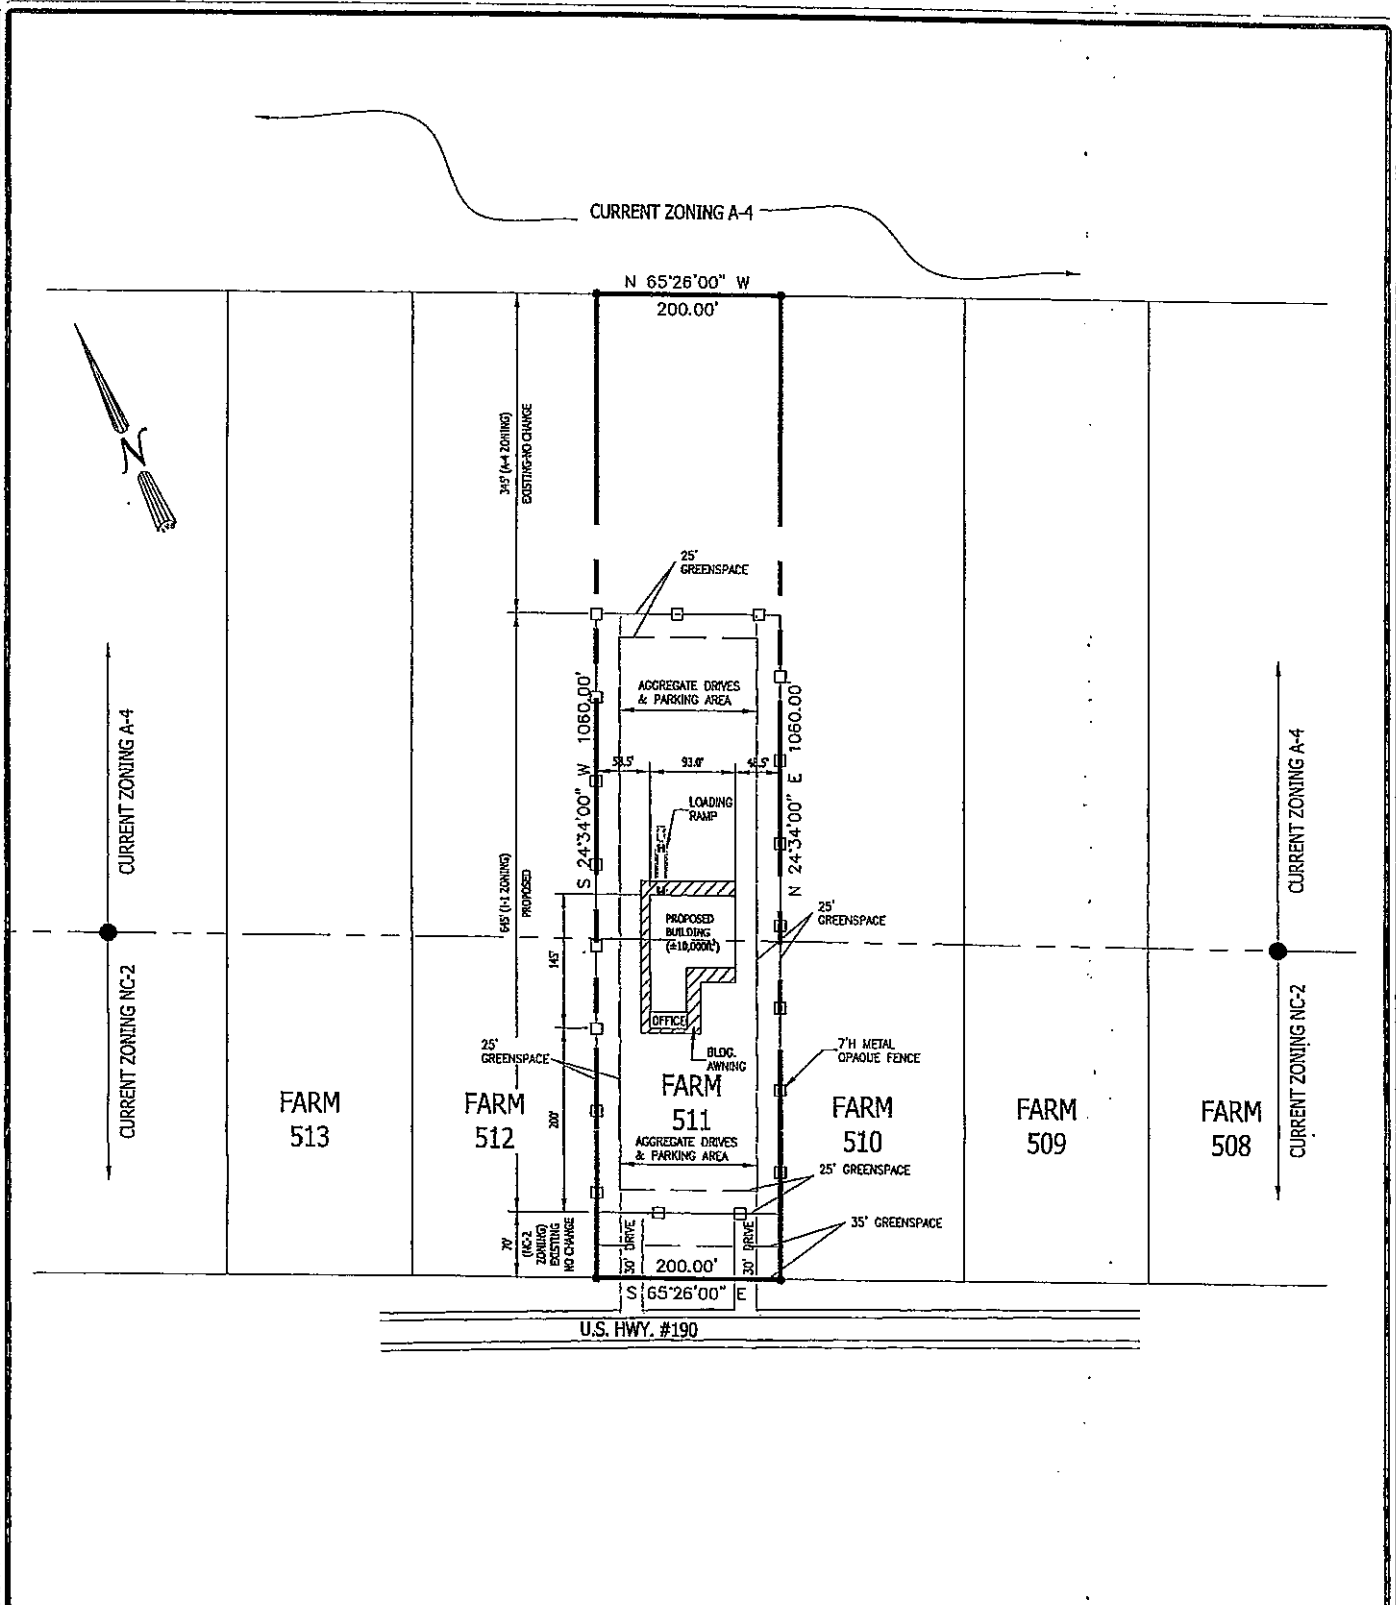 CURRENT ZONING A-4
N 65°26'00" W
200.00'
N
345' (A-4 ZONING)
EXISTING-NO CHANGE
25'
GREENSPACE
AGGREGATE DRIVES
& PARKING AREA
S 24°34'00" W 1060.00'
N 24°34'00" E 1060.00'
93.0'
LOADING
RAMP
CURRENT ZONING A-4
CURRENT ZONING A-4
645' (I-1 ZONING)
PROPOSED
25'
GREENSPACE
PROPOSED
BUILDING
145'
CURRENT ZONING NC-2
CURRENT ZONING NC-2
OFFICE
25'
GREENSPACE
BLDG.
AWNING
7'H METAL
OPAQUE FENCE
200'
FARM
513
FARM
512
FARM
511
FARM
510
FARM
509
FARM
508
AGGREGATE DRIVES
& PARKING AREA
25' GREENSPACE
70'
(NC-2
ZONING)
EXISTING
NO CHANGE
30' DRIVE
30' DRIVE
35' GREENSPACE
200.00'
S 65°26'00" E
U.S. HWY. #190